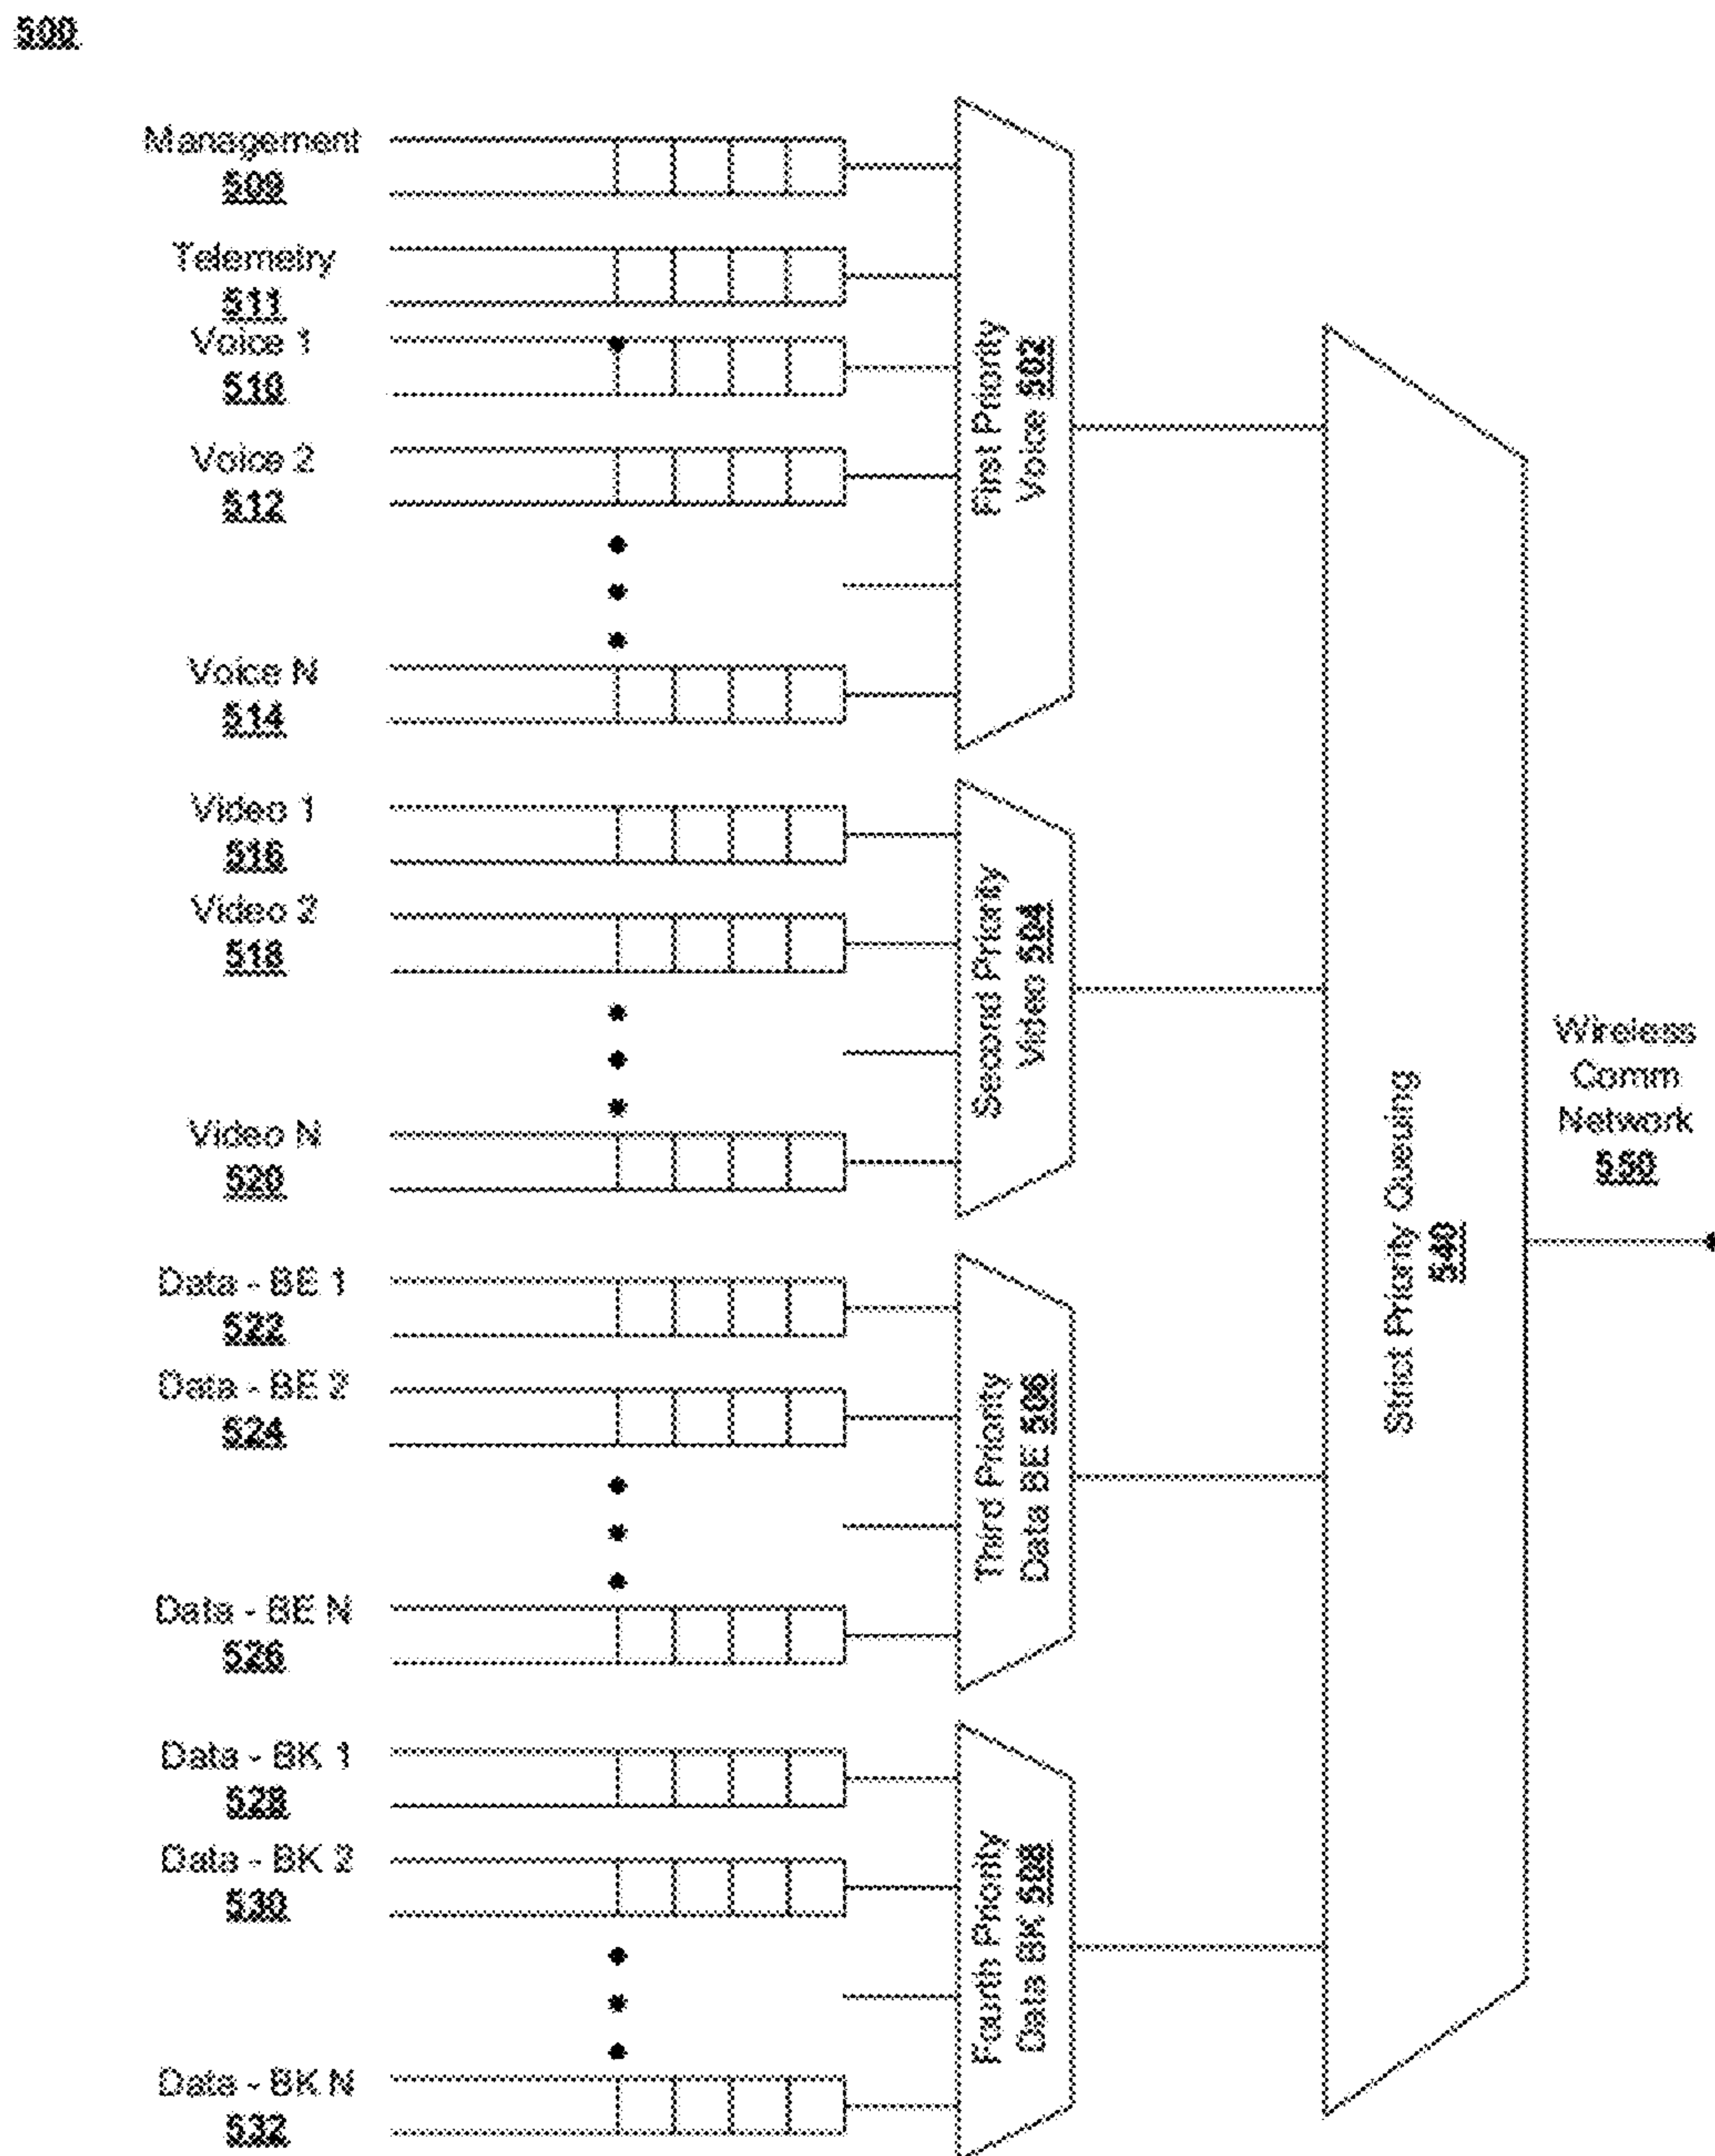 500
Management
509
Telemetry
511
Voice 1
510
Voice 2
512
Voice N
514
First Priority
Voice 502
Video 1
516
Video 2
518
Video N
520
Second Priority
Video 504
Data - BE 1
522
Data - BE 2
524
Data - BE N
526
Third Priority
Data BE 506
Data - BK 1
528
Data - BK 2
530
Data - BK N
532
Fourth Priority
Data BK 508
Strict Priority Queuing
540
Wireless
Comm
Network
550